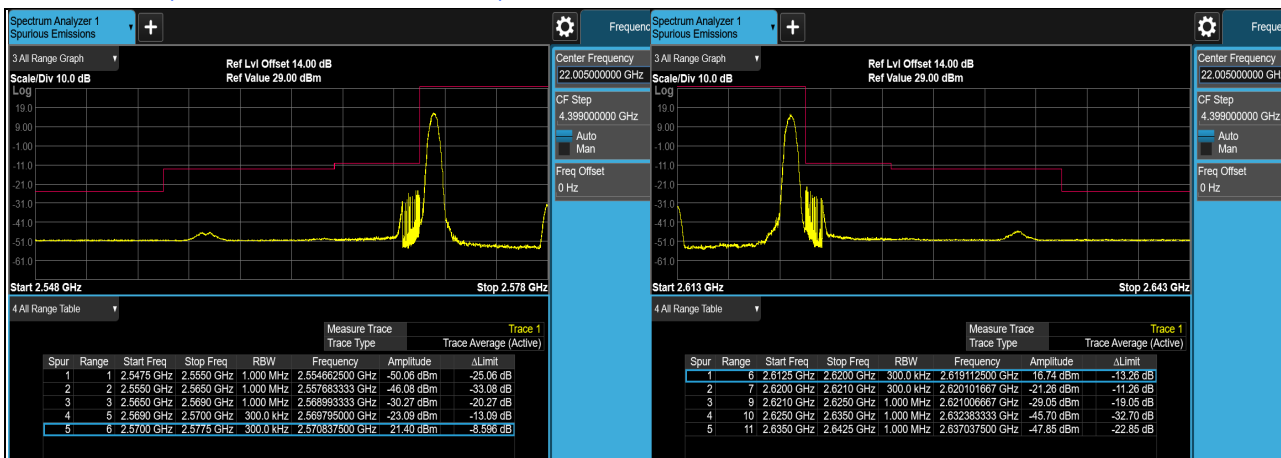 Spectrum Analyzer 1
Spurious Emissions
+
Frequenc
3 All Range Graph
Ref Lvl Offset 14.00 dB
Scale/Div 10.0 dB
Ref Value 29.00 dBm
Log
19.0
9.00
-1.00
-11.0
-21.0
-31.0
-41.0
-51.0
-61.0
Start 2.548 GHz
Stop 2.578 GHz
Center Frequency
22.005000000 GHz
CF Step
4.399000000 GHz
Auto
Man
Freq Offset
0 Hz
4 All Range Table
Measure Trace Trace 1
Trace Type Trace Average (Active)
Spur Range Start Freq Stop Freq RBW Frequency Amplitude ΔLimit
1 1 2.5475 GHz 2.5550 GHz 1.000 MHz 2.554662500 GHz -50.06 dBm -25.06 dB
2 2 2.5550 GHz 2.5650 GHz 1.000 MHz 2.557683333 GHz -46.08 dBm -33.08 dB
3 3 2.5650 GHz 2.5690 GHz 1.000 MHz 2.568993333 GHz -30.27 dBm -20.27 dB
4 5 2.5690 GHz 2.5700 GHz 300.0 kHz 2.569795000 GHz -23.09 dBm -13.09 dB
5 6 2.5700 GHz 2.5775 GHz 300.0 kHz 2.570837500 GHz 21.40 dBm -8.596 dB
Spectrum Analyzer 1
Spurious Emissions
+
Freque
3 All Range Graph
Ref Lvl Offset 14.00 dB
Scale/Div 10.0 dB
Ref Value 29.00 dBm
Log
19.0
9.00
-1.00
-11.0
-21.0
-31.0
-41.0
-51.0
-61.0
Start 2.613 GHz
Stop 2.643 GHz
Center Frequency
22.005000000 GHz
CF Step
4.399000000 GHz
Auto
Man
Freq Offset
0 Hz
4 All Range Table
Measure Trace Trace 1
Trace Type Trace Average (Active)
Spur Range Start Freq Stop Freq RBW Frequency Amplitude ΔLimit
1 6 2.6125 GHz 2.6200 GHz 300.0 kHz 2.619112500 GHz 16.74 dBm -13.26 dB
2 7 2.6200 GHz 2.6210 GHz 300.0 kHz 2.620101667 GHz -21.26 dBm -11.26 dB
3 9 2.6210 GHz 2.6250 GHz 1.000 MHz 2.621006667 GHz -29.05 dBm -19.05 dB
4 10 2.6250 GHz 2.6350 GHz 1.000 MHz 2.632383333 GHz -45.70 dBm -32.70 dB
5 11 2.6350 GHz 2.6425 GHz 1.000 MHz 2.637037500 GHz -47.85 dBm -22.85 dB